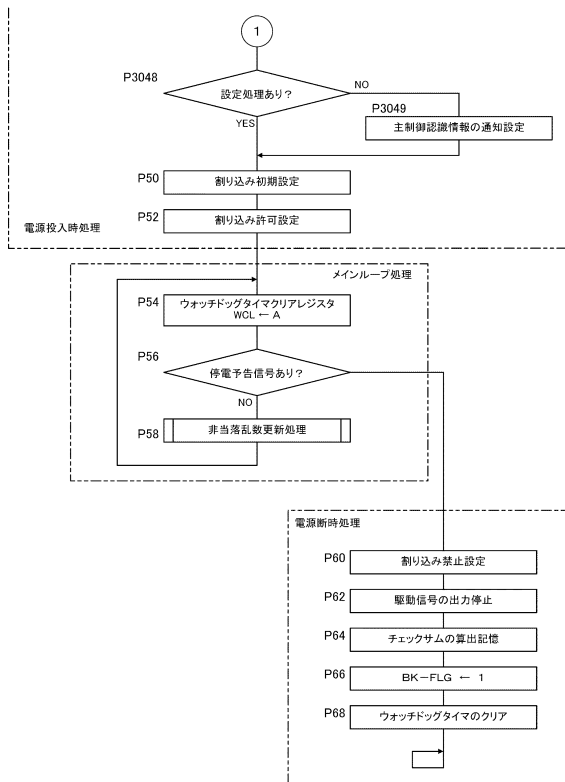 1
P3048
設定処理あり？
NO
P3049
主制御認識情報の通知設定
YES
P50
割り込み初期設定
P52
割り込み許可設定
電源投入時処理
メインループ処理
P54
ウォッチドッグタイマクリアレジスタ
WCL ← A
P56
停電予告信号あり？
NO
P58
非当落乱数更新処理
電源断時処理
P60
割り込み禁止設定
P62
駆動信号の出力停止
P64
チェックサムの算出記憶
P66
BK－FLG ← 1
P68
ウォッチドッグタイマのクリア